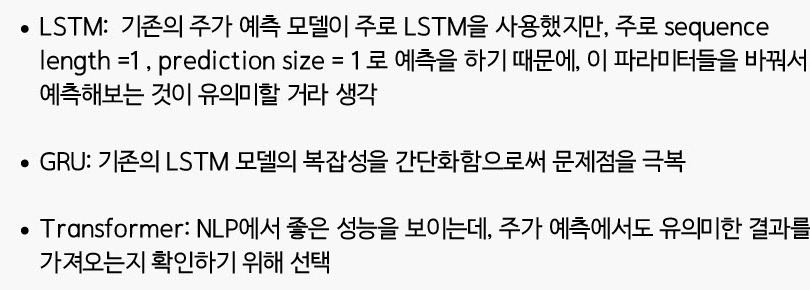 • LSTM: 기존의 주가 예측 모델이 주로 LSTM을 사용했지만, 주로 sequence
length =1 , prediction size = 1 로 예측을 하기 때문에, 이 파라미터들을 바꿔서
예측해보는 것이 유의미할 거라 생각
• GRU: 기존의 LSTM 모델의 복잡성을 간단화함으로써 문제점을 극복
• Transformer: NLP에서 좋은 성능을 보이는데, 주가 예측에서도 유의미한 결과를
가져오는지 확인하기 위해 선택